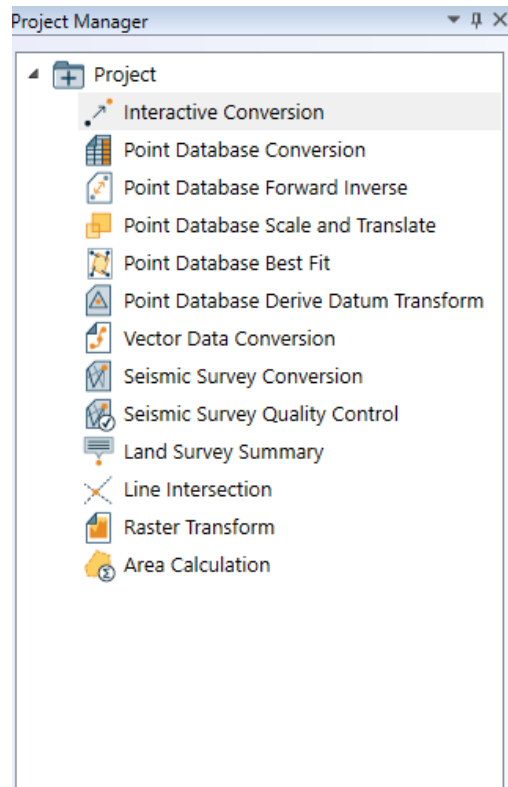 Project Manager
Project
Interactive Conversion
Point Database Conversion
Point Database Forward Inverse
Point Database Scale and Translate
Point Database Best Fit
Point Database Derive Datum Transform
Vector Data Conversion
Seismic Survey Conversion
Seismic Survey Quality Control
Land Survey Summary
Line Intersection
Raster Transform
Area Calculation